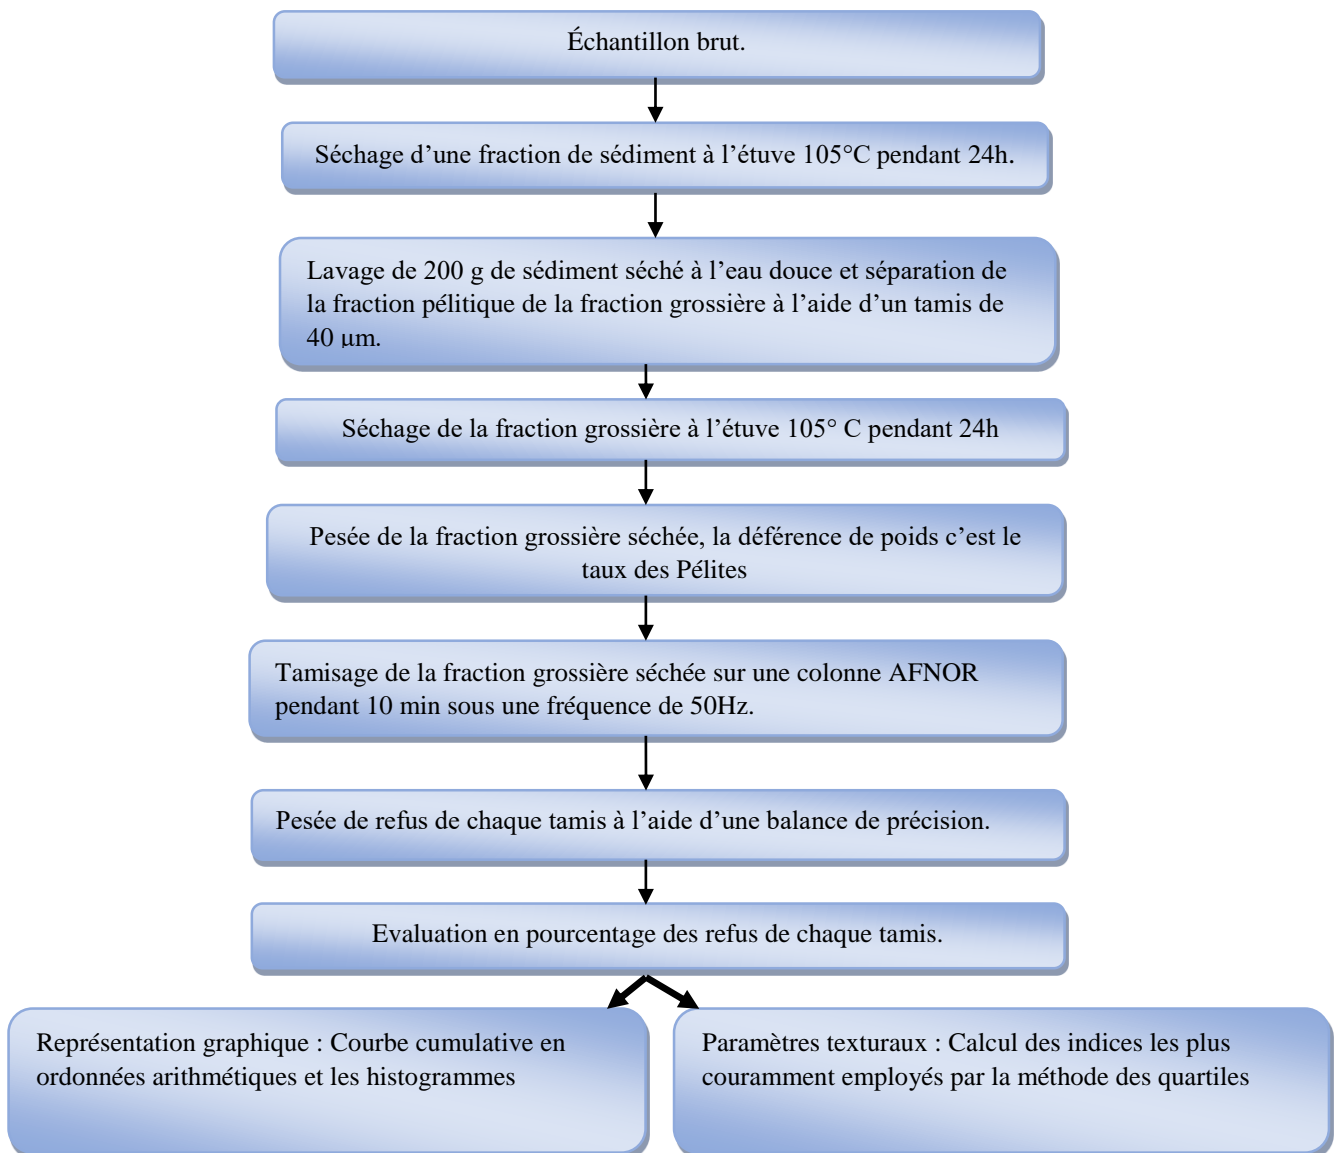 Échantillon brut.
Séchage d’une fraction de sédiment à l’étuve 105°C pendant 24h.
Lavage de 200 g de sédiment séché à l’eau douce et séparation de
la fraction pélitique de la fraction grossière à l’aide d’un tamis de
40 µm.
Séchage de la fraction grossière à l’étuve 105° C pendant 24h
Pesée de la fraction grossière séchée, la déférence de poids c’est le
taux des Pélites
Tamisage de la fraction grossière séchée sur une colonne AFNOR
pendant 10 min sous une fréquence de 50Hz.
Pesée de refus de chaque tamis à l’aide d’une balance de précision.
Evaluation en pourcentage des refus de chaque tamis.
Représentation graphique : Courbe cumulative en
ordonnées arithmétiques et les histogrammes
Paramètres texturaux : Calcul des indices les plus
couramment employés par la méthode des quartiles